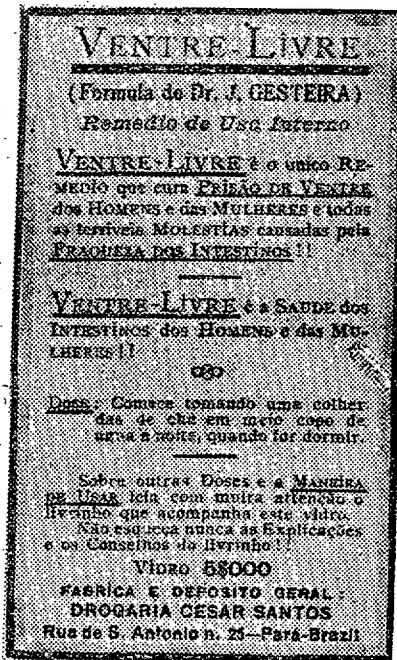 VENTRE-LIVRE
(Formula do Dr. J. GESTEIRA)
Remedio de Uso Interno
VENTRE-LIVRE é o unico RE-
MEDIO que cura PRISÃO DE VENTRE
dos HOMENS e das MULHERES e todas
as terriveis MOLESTIAS causadas pela
FRAQUEZA DOS INTESTINOS!!
VENTRE-LIVRE é a SAUDE dos
INTESTINOS dos HOMENS e das MU-
LHERES!!
DOSE: Comece tomando uma colher
das de chá em meio copo de
agua a noite, quando for dormir.
Sobre outras Doses e a MANEIRA
DE USAR leia com muita attenção o
livrinho que acompanha este vidro.
Não esqueça nunca as Explicações
e os Conselhos do livrinho!!
VIDRO 5$000
FABRICA E DEPOSITO GERAL:
DROGARIA CESAR SANTOS
Rua de S. Antonio n. 25—Pará-Brazil